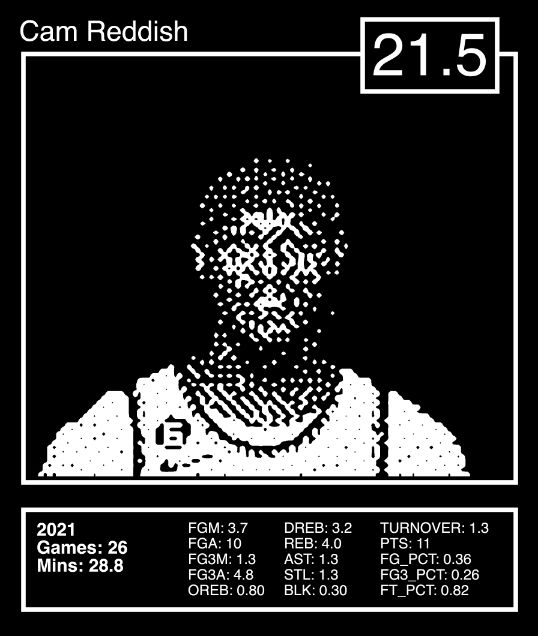 Cam Reddish
21.5
6
2021
Games: 26
Mins: 28.8
FGM: 3.7
FGA: 10
FG3M: 1.3
FG3A: 4.8
OREB: 0.80
DREB: 3.2
REB: 4.0
AST: 1.3
STL: 1.3
BLK: 0.30
TURNOVER: 1.3
PTS: 11
FG_PCT: 0.36
FG3_PCT: 0.26
FT_PCT: 0.82